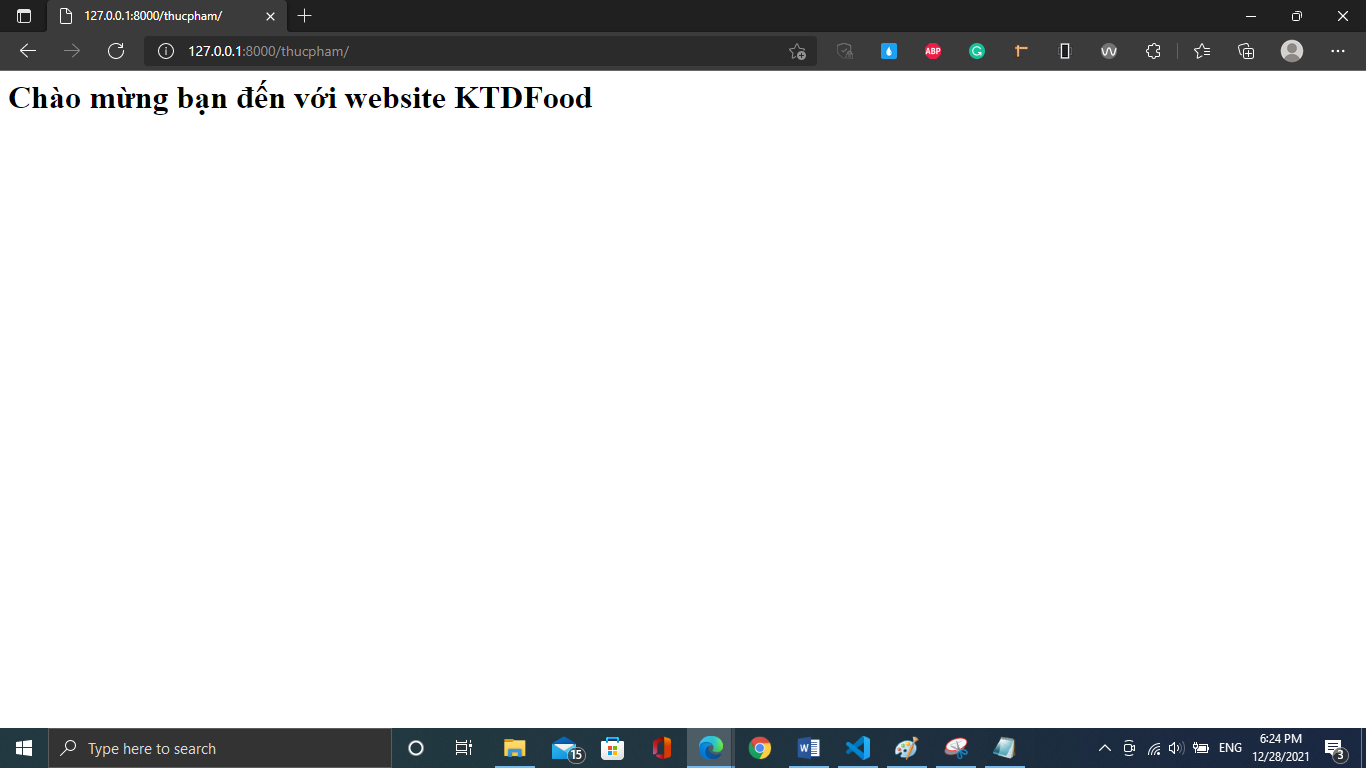 127.0.0.1:8000/thucpham/
127.0.0.1:8000/thucpham/
ABP
Chào mừng bạn đến với website KTDFood
Type here to search
15
ENG
6:24 PM
12/28/2021
3